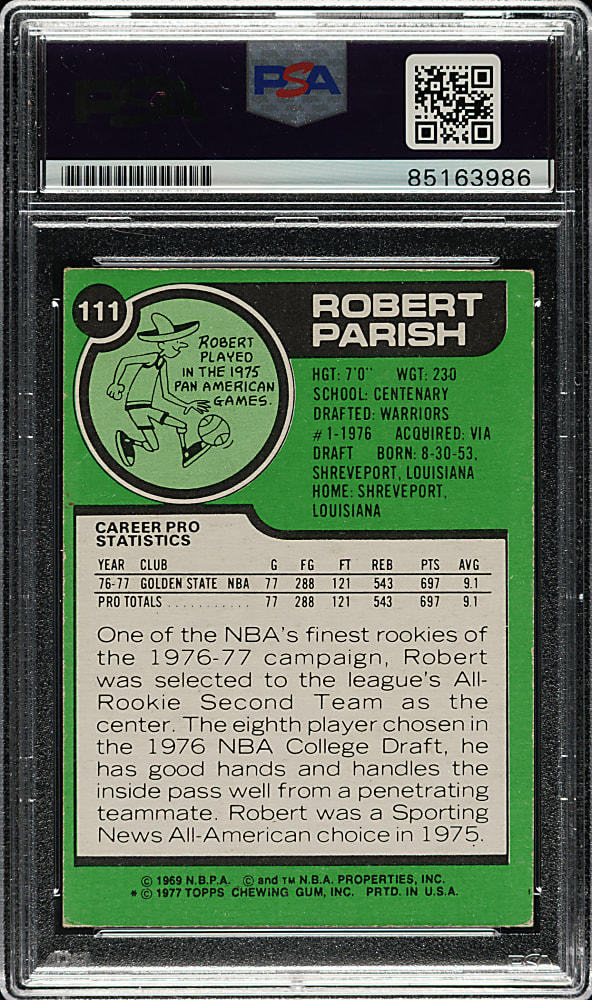 PSA
85163986
111
ROBERT
PLAYED
IN THE 1975
PAN AMERICAN
GAMES.
ROBERT
PARISH
HGT: 7'0" WGT: 230
SCHOOL: CENTENARY
DRAFTED: WARRIORS
#1-1976 ACQUIRED: VIA
DRAFT BORN: 8-30-53,
SHREVEPORT, LOUISIANA
HOME: SHREVEPORT,
LOUISIANA
CAREER PRO
STATISTICS
YEAR CLUB G FG FT REB PTS AVG
76-77 GOLDEN STATE NBA 77 288 121 543 697 9.1
PRO TOTALS........... 77 288 121 543 697 9.1
One of the NBA's finest rookies of
the 1976-77 campaign, Robert
was selected to the league's All-
Rookie Second Team as the
center. The eighth player chosen in
the 1976 NBA College Draft, he
has good hands and handles the
inside pass well from a penetrating
teammate. Robert was a Sporting
News All-American choice in 1975.
© 1969 N.B.P.A. © and TM N.B.A. PROPERTIES, INC.
* © 1977 TOPPS CHEWING GUM, INC. PRTD. IN U.S.A.
PSA